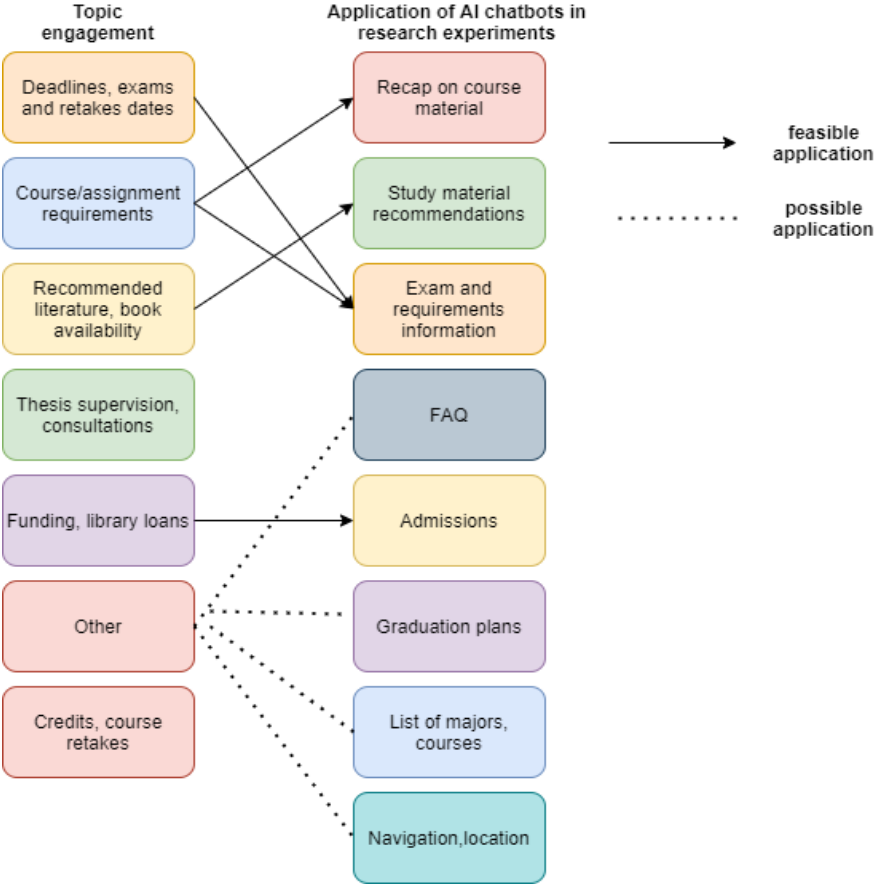 Topic
engagement
Deadlines, exams
and retakes dates
Course/assignment
requirements
Recommended
literature, book
availability
Thesis supervision,
consultations
Funding, library loans
Other
Credits, course
retakes
Application of AI chatbots in
research experiments
Recap on course
material
Study material
recommendations
Exam and
requirements
information
FAQ
Admissions
Graduation plans
List of majors,
courses
Navigation,location
feasible
application
possible
application